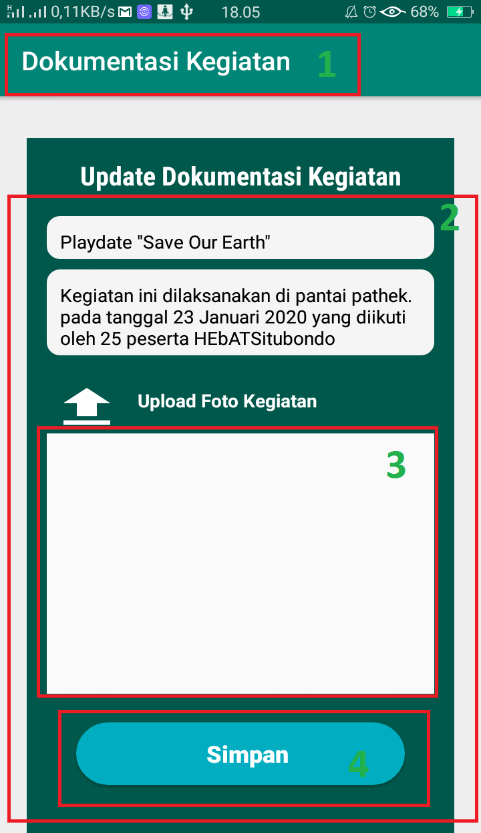 0,11KB/s 18.05 68%
Dokumentasi Kegiatan 1
Update Dokumentasi Kegiatan
2
Playdate "Save Our Earth"
Kegiatan ini dilaksanakan di pantai pathek.
pada tanggal 23 Januari 2020 yang diikuti
oleh 25 peserta HEbATSitubondo
Upload Foto Kegiatan
3
Simpan 4